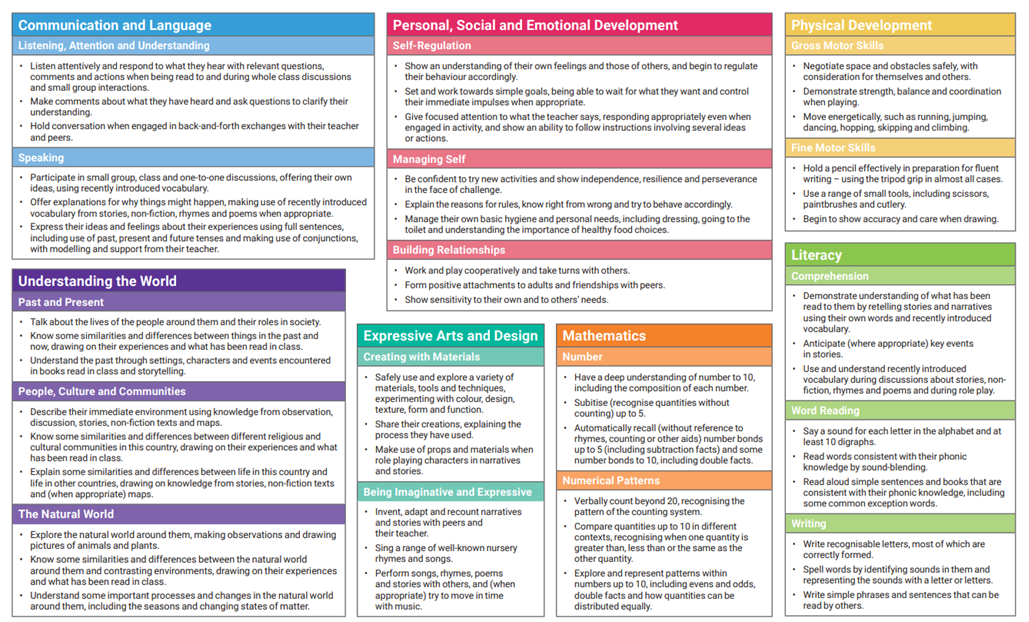 Communication and Language
Listening, Attention and Understanding
• Listen attentively and respond to what they hear with relevant questions,
comments and actions when being read to and during whole class discussions
and small group interactions.
• Make comments about what they have heard and ask questions to clarify their
understanding.
• Hold conversation when engaged in back-and-forth exchanges with their teacher
and peers.
Speaking
• Participate in small group, class and one-to-one discussions, offering their own
ideas, using recently introduced vocabulary.
• Offer explanations for why things might happen, making use of recently introduced
vocabulary from stories, non-fiction, rhymes and poems when appropriate.
• Express their ideas and feelings about their experiences using full sentences,
including use of past, present and future tenses and making use of conjunctions,
with modelling and support from their teacher.
Personal, Social and Emotional Development
Self-Regulation
• Show an understanding of their own feelings and those of others, and begin to regulate
their behaviour accordingly.
• Set and work towards simple goals, being able to wait for what they want and control
their immediate impulses when appropriate.
• Give focused attention to what the teacher says, responding appropriately even when
engaged in activity, and show an ability to follow instructions involving several ideas
or actions.
Managing Self
• Be confident to try new activities and show independence, resilience and perseverance
in the face of challenge.
• Explain the reasons for rules, know right from wrong and try to behave accordingly.
• Manage their own basic hygiene and personal needs, including dressing, going to the
toilet and understanding the importance of healthy food choices.
Building Relationships
• Work and play cooperatively and take turns with others.
• Form positive attachments to adults and friendships with peers.
• Show sensitivity to their own and to others' needs.
Physical Development
Gross Motor Skills
• Negotiate space and obstacles safely, with
consideration for themselves and others.
• Demonstrate strength, balance and coordination
when playing.
• Move energetically, such as running, jumping,
dancing, hopping, skipping and climbing.
Fine Motor Skills
• Hold a pencil effectively in preparation for fluent
writing – using the tripod grip in almost all cases.
• Use a range of small tools, including scissors,
paintbrushes and cutlery.
• Begin to show accuracy and care when drawing.
Understanding the World
Past and Present
• Talk about the lives of the people around them and their roles in society.
• Know some similarities and differences between things in the past and
now, drawing on their experiences and what has been read in class.
• Understand the past through settings, characters and events encountered
in books read in class and storytelling.
People, Culture and Communities
• Describe their immediate environment using knowledge from observation,
discussion, stories, non-fiction texts and maps.
• Know some similarities and differences between different religious and
cultural communities in this country, drawing on their experiences and what
has been read in class.
• Explain some similarities and differences between life in this country and
life in other countries, drawing on knowledge from stories, non-fiction texts
and (when appropriate) maps.
The Natural World
• Explore the natural world around them, making observations and drawing
pictures of animals and plants.
• Know some similarities and differences between the natural world
around them and contrasting environments, drawing on their experiences
and what has been read in class.
• Understand some important processes and changes in the natural world
around them, including the seasons and changing states of matter.
Expressive Arts and Design
Creating with Materials
• Safely use and explore a variety of
materials, tools and techniques,
experimenting with colour, design,
texture, form and function.
• Share their creations, explaining the
process they have used.
• Make use of props and materials when
role playing characters in narratives
and stories.
Being Imaginative and Expressive
• Invent, adapt and recount narratives
and stories with peers and
their teacher.
• Sing a range of well-known nursery
rhymes and songs.
• Perform songs, rhymes, poems
and stories with others, and (when
appropriate) try to move in time
with music.
Mathematics
Number
• Have a deep understanding of number to 10,
including the composition of each number.
• Subitise (recognise quantities without
counting) up to 5.
• Automatically recall (without reference to
rhymes, counting or other aids) number bonds
up to 5 (including subtraction facts) and some
number bonds to 10, including double facts.
Numerical Patterns
• Verbally count beyond 20, recognising the
pattern of the counting system.
• Compare quantities up to 10 in different
contexts, recognising when one quantity is
greater than, less than or the same as the
other quantity.
• Explore and represent patterns within
numbers up to 10, including evens and odds,
double facts and how quantities can be
distributed equally.
Literacy
Comprehension
• Demonstrate understanding of what has been
read to them by retelling stories and narratives
using their own words and recently introduced
vocabulary.
• Anticipate (where appropriate) key events
in stories.
• Use and understand recently introduced
vocabulary during discussions about stories, non-
fiction, rhymes and poems and during role play.
Word Reading
• Say a sound for each letter in the alphabet and at
least 10 digraphs.
• Read words consistent with their phonic
knowledge by sound-blending.
• Read aloud simple sentences and books that are
consistent with their phonic knowledge, including
some common exception words.
Writing
• Write recognisable letters, most of which are
correctly formed.
• Spell words by identifying sounds in them and
representing the sounds with a letter or letters.
• Write simple phrases and sentences that can be
read by others.